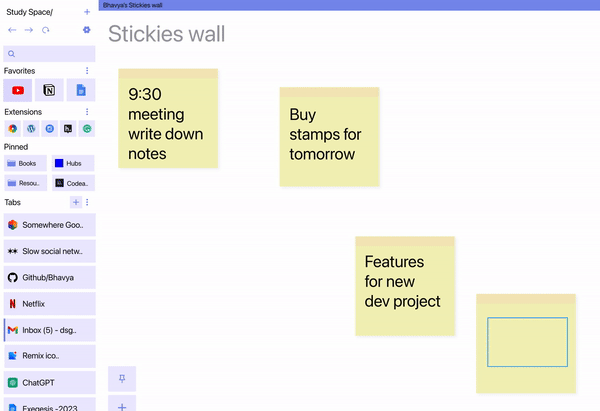 Study Space/
Bhavya's Stickies wall
Stickies wall
Favorites
Extensions
Pinned
Books
Hubs
Resou..
Codea..
Tabs
Somewhere Goo..
Slow social netw..
Github/Bhavya
Netflix
Inbox (5) - dsg..
Remix ico..
ChatGPT
Exegesis -2023
9:30
meeting
write down
notes
Buy
stamps for
tomorrow
Features
for new
dev project